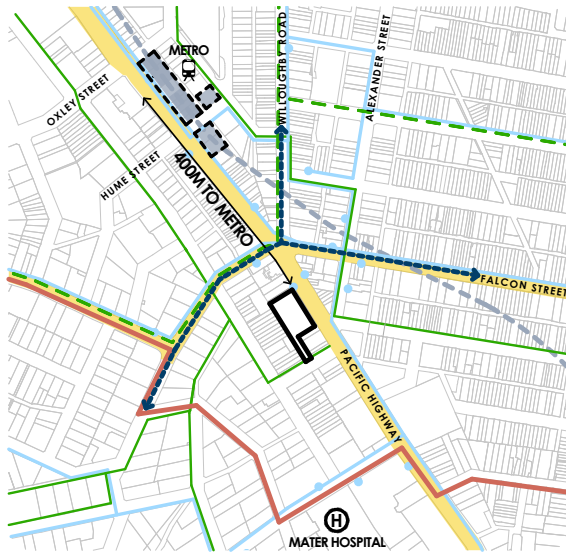 METRO
WILLOUGHBY ROAD
ALEXANDER STREET
OXLEY STREET
HUME STREET
400M TO METRO
FALCON STREET
PACIFIC HIGHWAY
H
MATER HOSPITAL